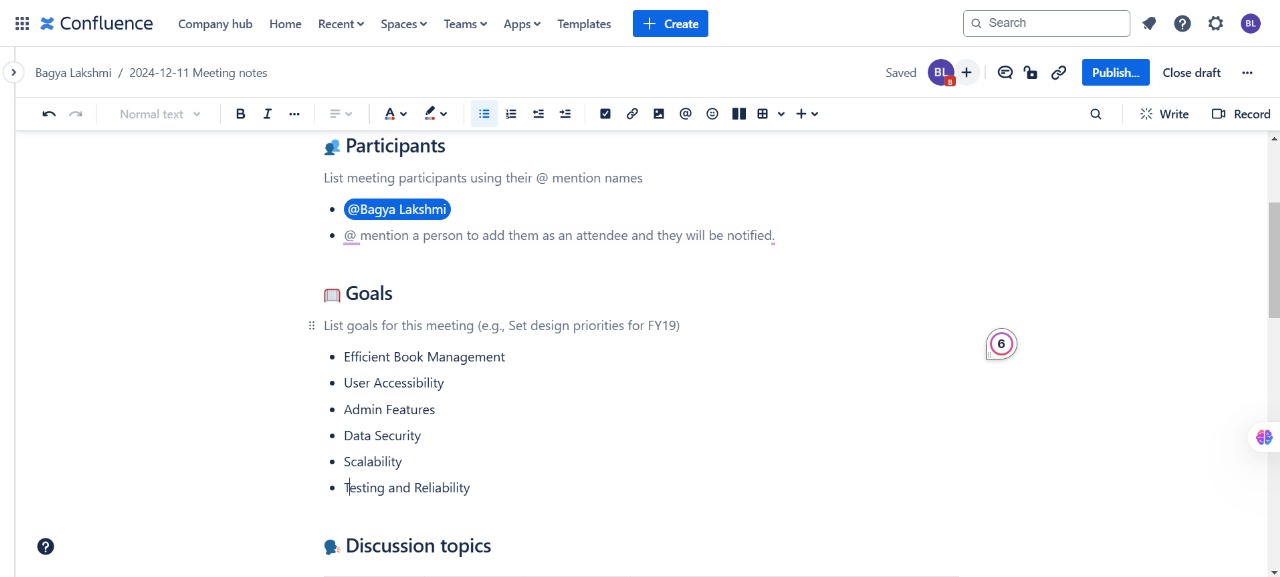 Confluence Company hub Home Recent Spaces Teams Apps Templates + Create Search BL
Bagya Lakshmi / 2024-12-11 Meeting notes Saved BL B + Publish... Close draft ...
Normal text B I ... A @ + Write Record
Participants
List meeting participants using their @ mention names
• @Bagya Lakshmi
• @ mention a person to add them as an attendee and they will be notified.
Goals
List goals for this meeting (e.g., Set design priorities for FY19)
6
• Efficient Book Management
• User Accessibility
• Admin Features
• Data Security
• Scalability
• Testing and Reliability
Discussion topics